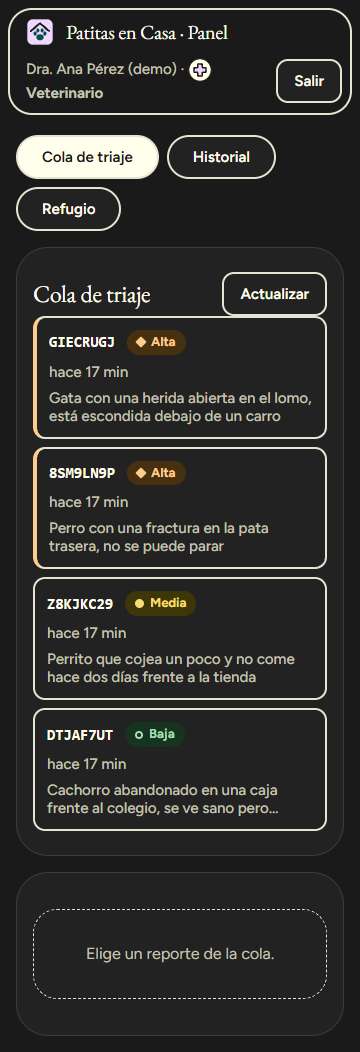 Patitas en Casa · Panel
Dra. Ana Pérez (demo) ·
Veterinario
Salir
Cola de triaje
Historial
Refugio
Cola de triaje
Actualizar
GIECRUGJ
Alta
hace 17 min
Gata con una herida abierta en el lomo,
está escondida debajo de un carro
8SM9LN9P
Alta
hace 17 min
Perro con una fractura en la pata
trasera, no se puede parar
Z8KJKC29
Media
hace 17 min
Perrito que cojea un poco y no come
hace dos días frente a la tienda
DTJAF7UT
Baja
hace 17 min
Cachorro abandonado en una caja
frente al colegio, se ve sano pero...
Elige un reporte de la cola.